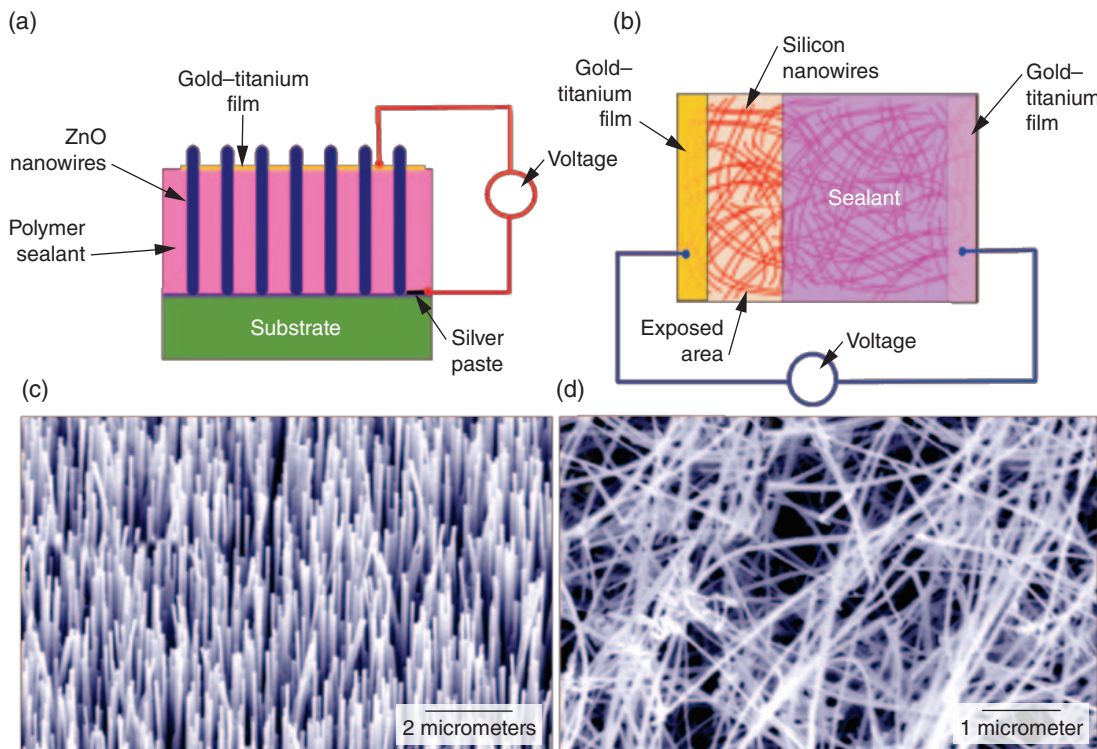 (a)
Gold–titanium
film
ZnO
nanowires
Polymer
sealant
Voltage
Substrate
Silver
paste
(b)
Gold–
titanium
film
Silicon
nanowires
Gold–
titanium
film
Sealant
Exposed
area
Voltage
(c)
2 micrometers
(d)
1 micrometer